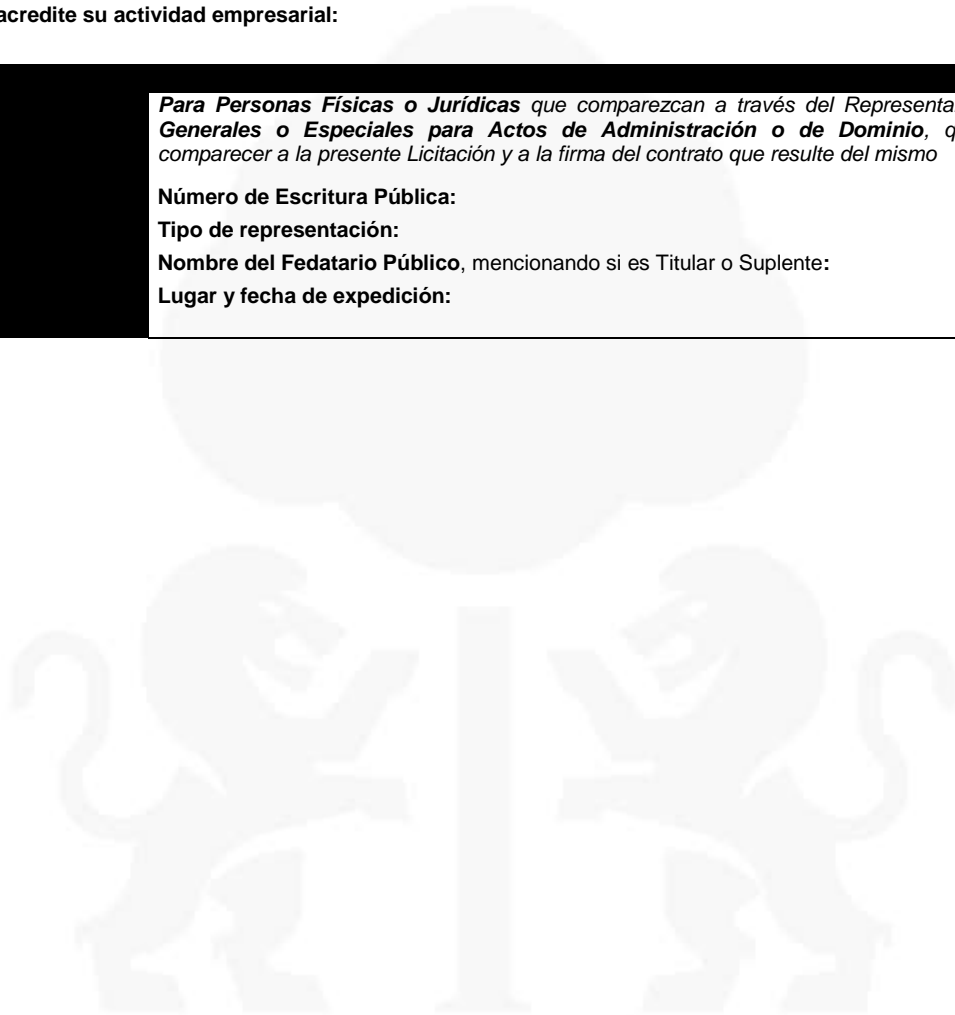 acredite su actividad empresarial:
Para Personas Físicas o Jurídicas que comparezcan a través del Representa
Generales o Especiales para Actos de Administración o de Dominio, q
comparecer a la presente Licitación y a la firma del contrato que resulte del mismo
Número de Escritura Pública:
Tipo de representación:
Nombre del Fedatario Público, mencionando si es Titular o Suplente:
Lugar y fecha de expedición: